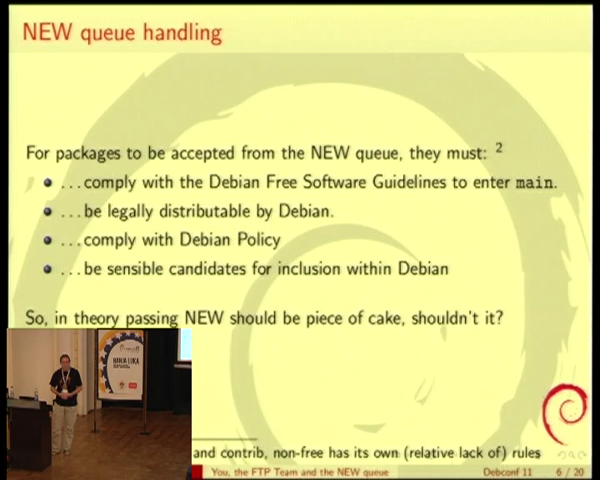 NEW queue handling
For packages to be accepted from the NEW queue, they must: 2
...comply with the Debian Free Software Guidelines to enter main.
...be legally distributable by Debian.
...comply with Debian Policy
...be sensible candidates for inclusion within Debian
So, in theory passing NEW should be piece of cake, shouldn't it?
BANJA LUKA
and contrib, non-free has its own (relative lack of) rules
You, the FTP Team and the NEW queue
Debconf 11
6 / 20